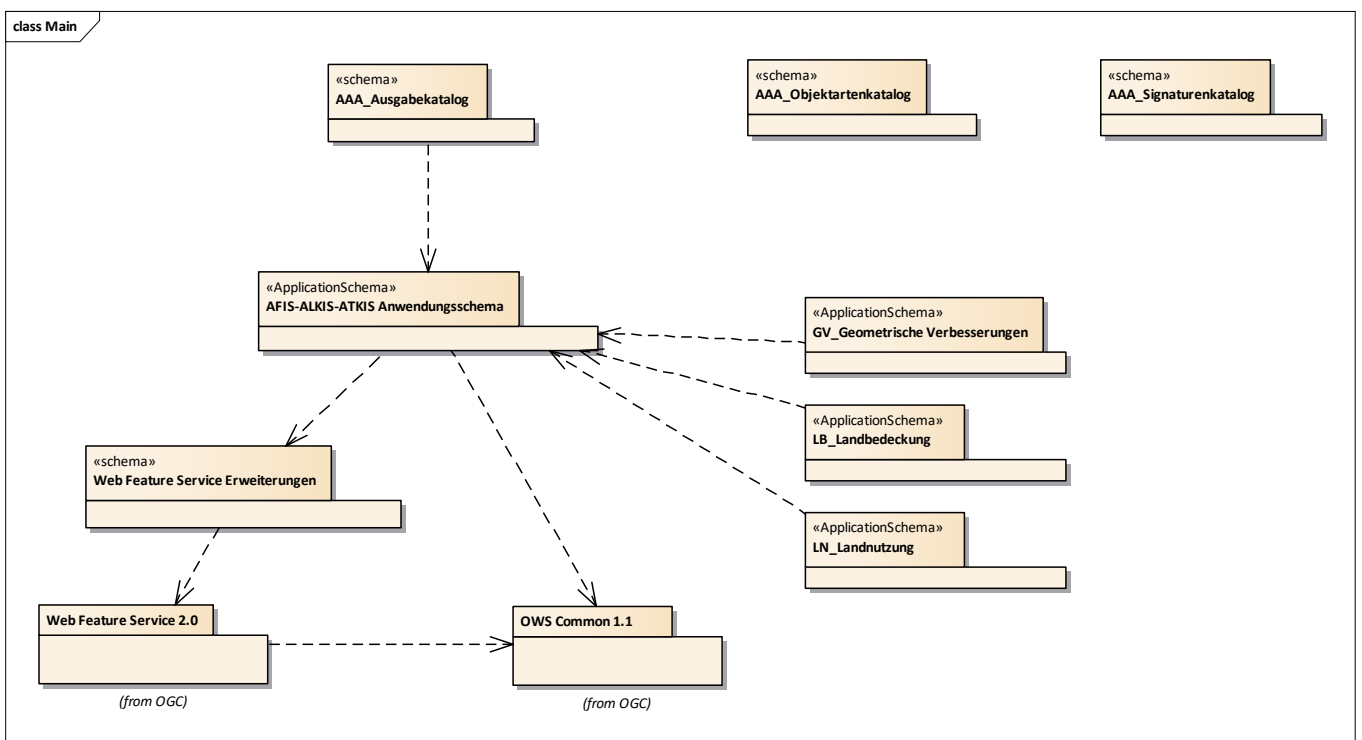 class Main
«schema»
AAA_Ausgabekatalog
«schema»
AAA_Objektartenkatalog
«schema»
AAA_Signaturenkatalog
«ApplicationSchema»
AFIS-ALKIS-ATKIS Anwendungsschema
«ApplicationSchema»
GV_Geometrische Verbesserungen
«ApplicationSchema»
LB_Landbedeckung
«schema»
Web Feature Service Erweiterungen
«ApplicationSchema»
LN_Landnutzung
Web Feature Service 2.0
OWS Common 1.1
(from OGC)
(from OGC)